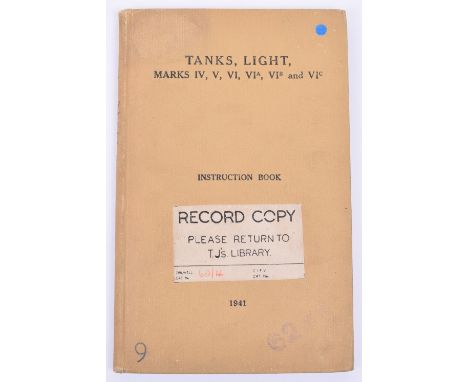 TANKS, LIGHT,
MARKS IV, V, VI, VIA, VIB and VIC
INSTRUCTION BOOK
RECORD COPY
PLEASE RETURN TO
T.J's. LIBRARY.
1941
9